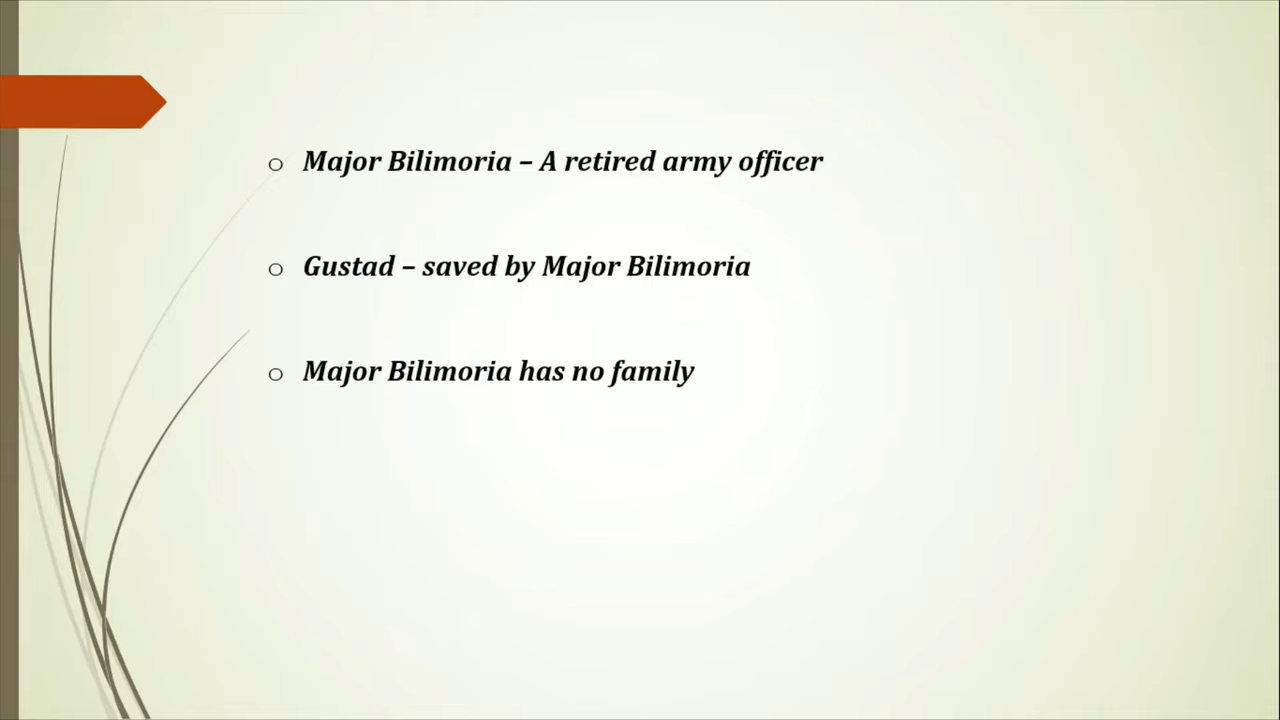 Major Bilimoria – A retired army officer
Gustad – saved by Major Bilimoria
Major Bilimoria has no family